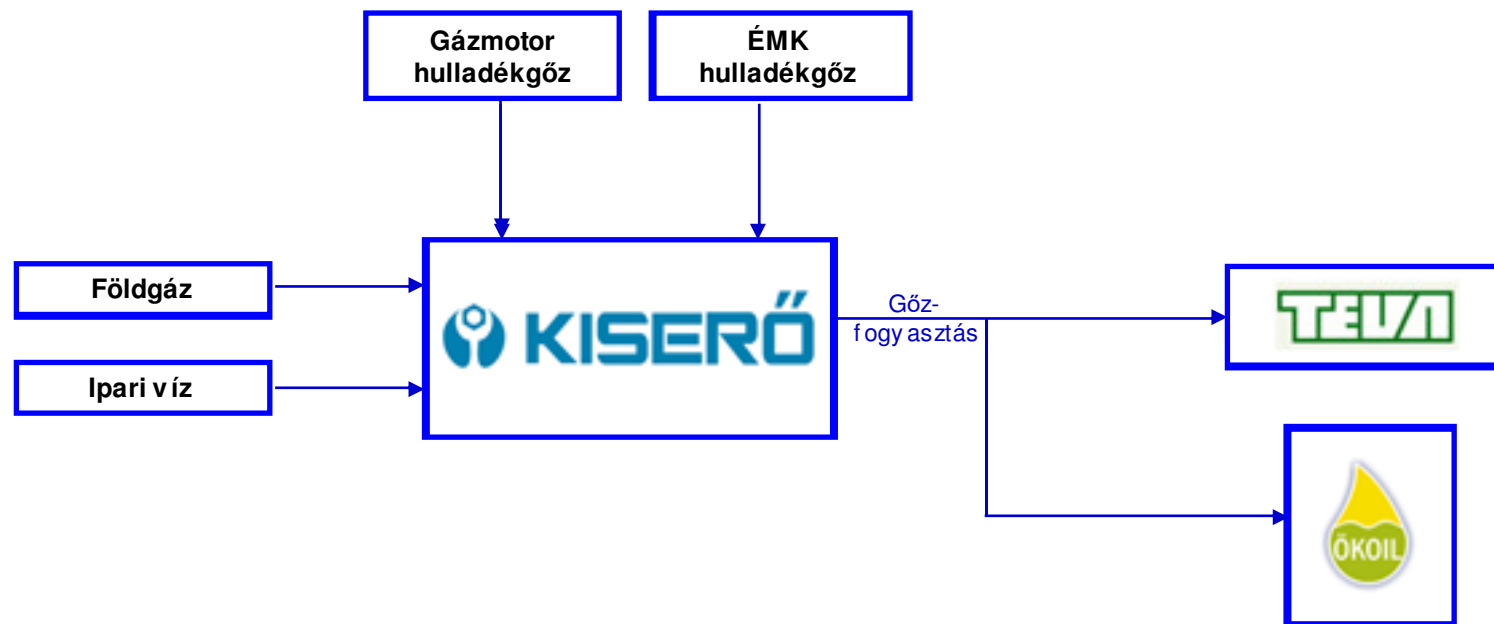 Gázmotor
hulladékgőz
ÉMK
hulladékgőz
Földgáz
Ipari víz
KISERŐ
Gőz-
fogyasztás
TEVA
ÖKOIL